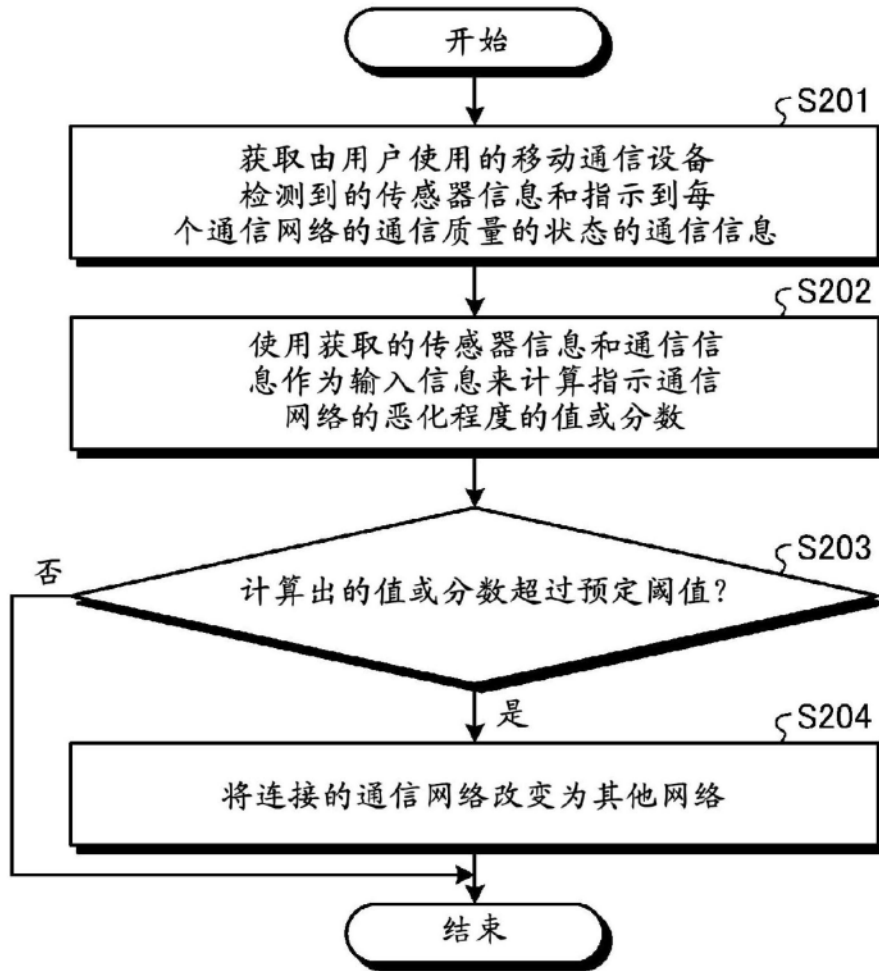 开始
S201
获取由用户使用的移动通信设备
检测到的传感器信息和指示到每
个通信网络的通信质量的状态的通信信息
S202
使用获取的传感器信息和通信信
息作为输入信息来计算指示通信
网络的恶化程度的值或分数
S203
否
计算出的值或分数超过预定阈值?
是
S204
将连接的通信网络改变为其他网络
结束